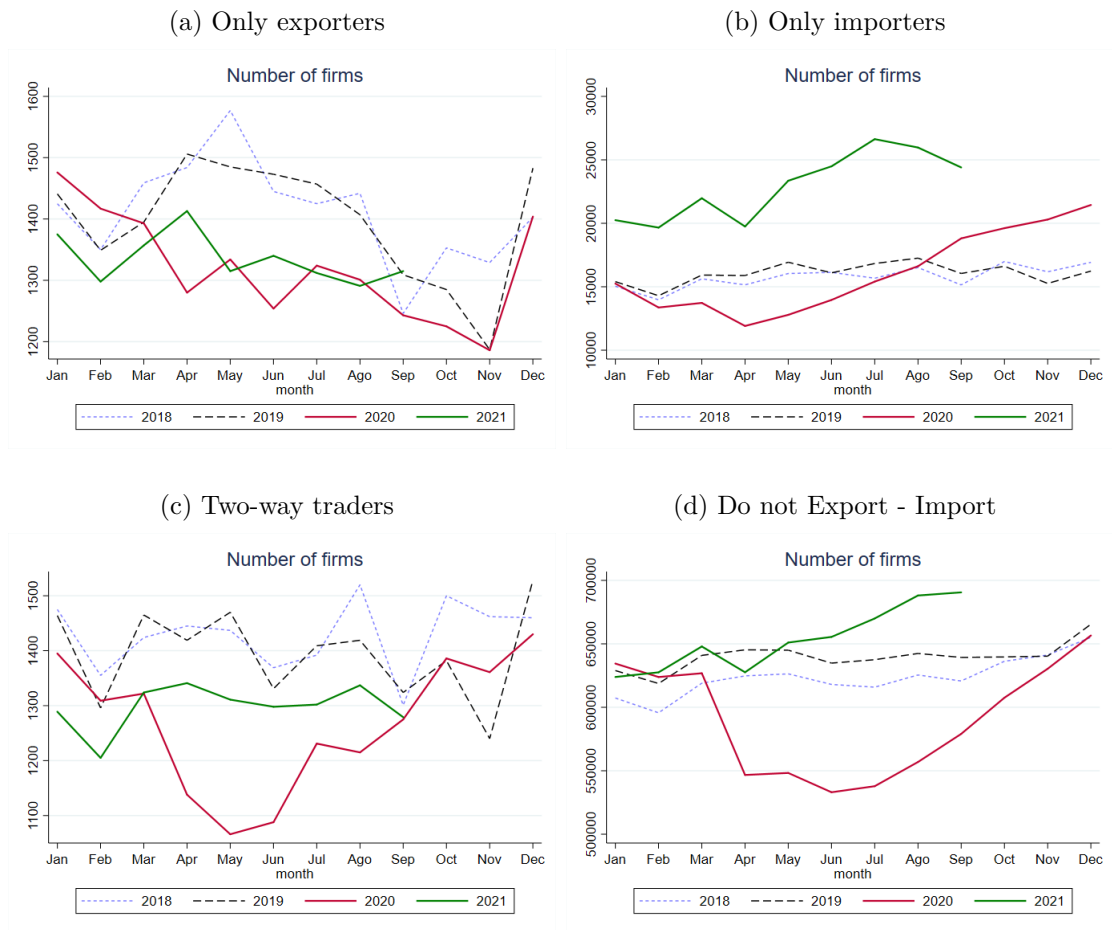 (a) Only exporters
Number of firms
1600
1500
1400
1300
1200
Jan Feb Mar Apr May Jun Jul Ago Sep Oct Nov Dec
month
2018 2019 2020 2021
(b) Only importers
Number of firms
30000
25000
20000
15000
10000
Jan Feb Mar Apr May Jun Jul Ago Sep Oct Nov Dec
month
2018 2019 2020 2021
(c) Two-way traders
Number of firms
1500
1400
1300
1200
1100
Jan Feb Mar Apr May Jun Jul Ago Sep Oct Nov Dec
month
2018 2019 2020 2021
(d) Do not Export - Import
Number of firms
700000
650000
600000
550000
500000
Jan Feb Mar Apr May Jun Jul Ago Sep Oct Nov Dec
month
2018 2019 2020 2021